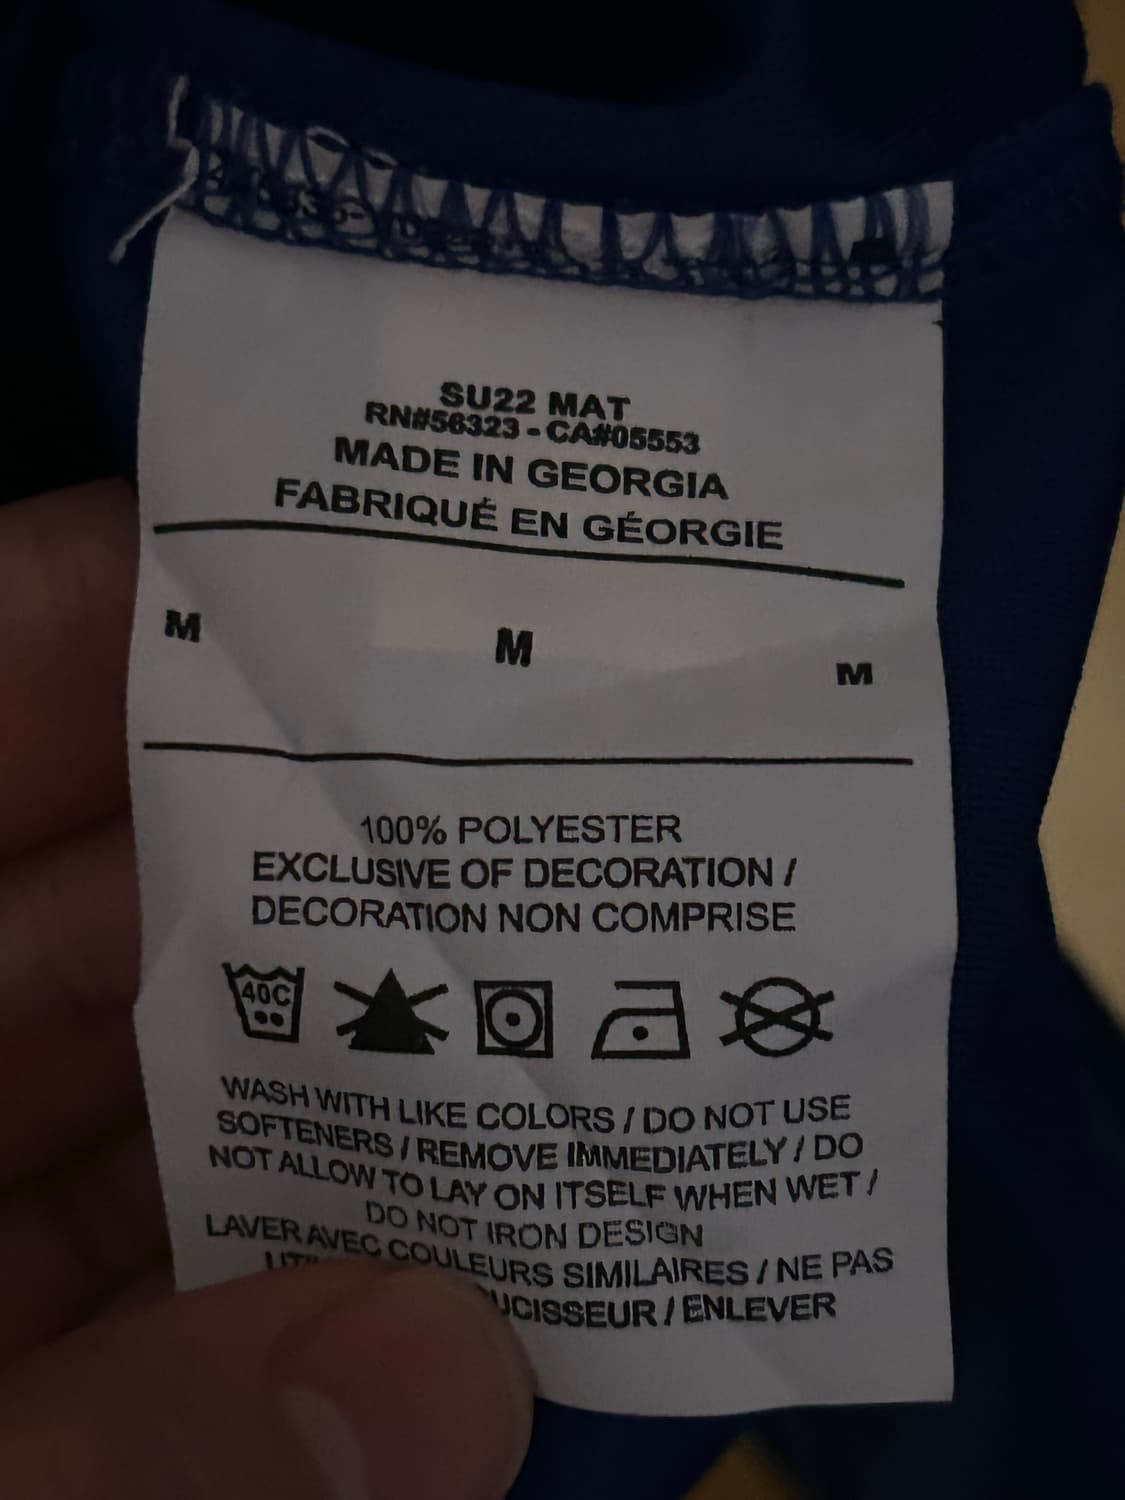 SU22 MAT
RN#56323 - CA#05553
MADE IN GEORGIA
FABRIQUÉ EN GÉORGIE
M M M
100% POLYESTER
EXCLUSIVE OF DECORATION /
DECORATION NON COMPRISE
40C
WASH WITH LIKE COLORS / DO NOT USE
SOFTENERS / REMOVE IMMEDIATELY / DO
NOT ALLOW TO LAY ON ITSELF WHEN WET /
DO NOT IRON DESIGN
LAVER AVEC COULEURS SIMILAIRES / NE PAS
/ ENLEVER